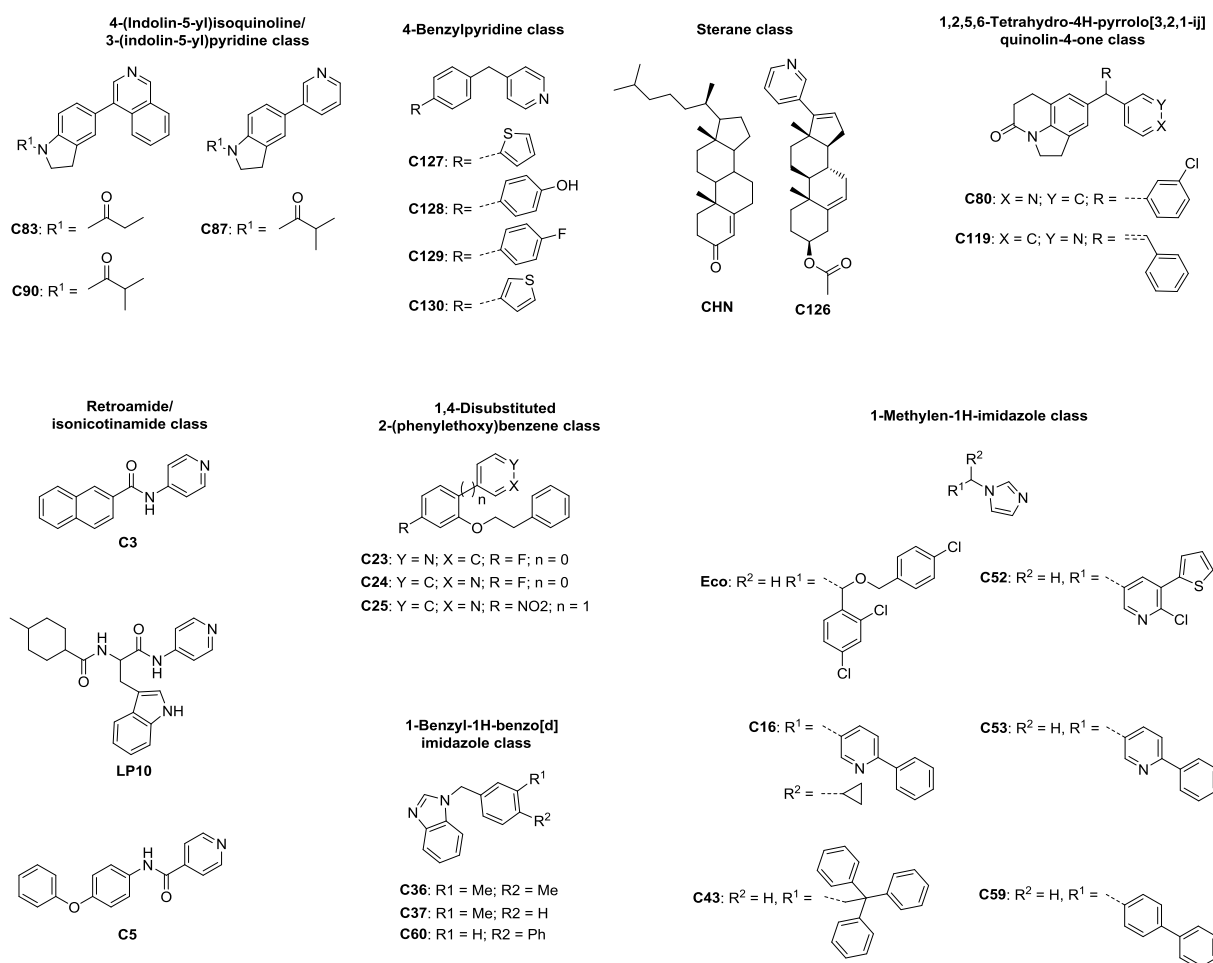 4-(Indolin-5-yl)isoquinoline/
3-(indolin-5-yl)pyridine class
N
R¹
N
N
R¹
N
C83: R¹ =
O
C87: R¹ =
O
C90: R¹ =
O
4-Benzylpyridine class
R
N
C127: R=
S
C128: R=
OH
C129: R=
F
C130: R=
S
Sterane class
O
CHN
N
O
O
C126
1,2,5,6-Tetrahydro-4H-pyrrolo[3,2,1-ij]
quinolin-4-one class
R
Y
X
O
N
Cl
C80: X = N; Y = C; R =
C119: X = C; Y = N; R =
Retroamide/
isonicotinamide class
O
N
N
H
C3
H
N
O
O
N
H
N
NH
LP10
H
N
O
O
N
C5
1,4-Disubstituted
2-(phenylethoxy)benzene class
Y
X
n
R
O
C23: Y = N; X = C; R = F; n = 0
C24: Y = C; X = N; R = F; n = 0
C25: Y = C; X = N; R = NO2; n = 1
1-Benzyl-1H-benzo[d]
imidazole class
N
N
R¹
R²
C36: R1 = Me; R2 = Me
C37: R1 = Me; R2 = H
C60: R1 = H; R2 = Ph
1-Methylen-1H-imidazole class
R²
R¹
N
N
Eco: R² = H R¹ =
O
Cl
Cl
Cl
C52: R² = H, R¹ =
S
N
Cl
C16: R¹ =
N
R² =
C53: R² = H, R¹ =
N
C43: R² = H, R¹ =
C59: R² = H, R¹ =